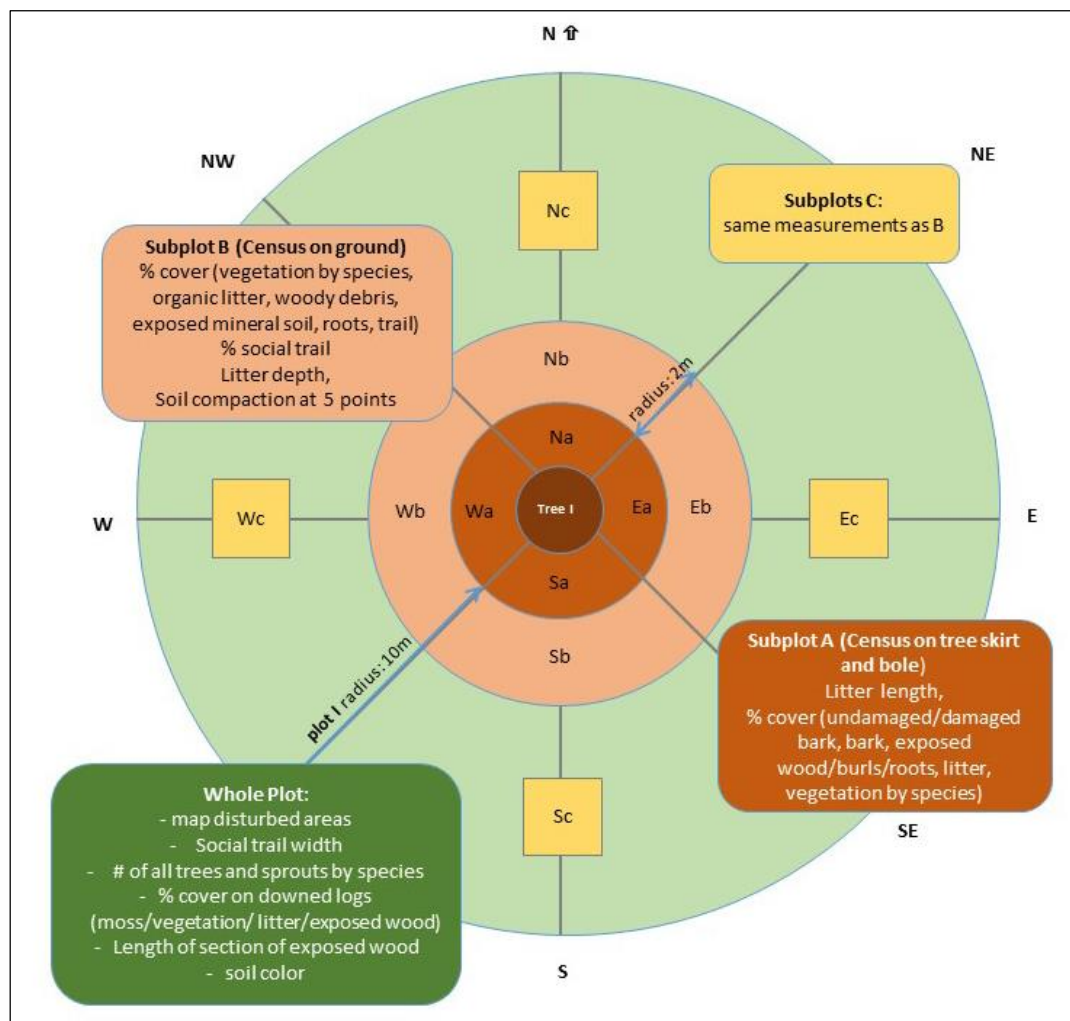 N ⇧
NW
NE
Subplots C:
same measurements as B
Nc
Subplot B (Census on ground)
% cover (vegetation by species,
organic litter, woody debris,
exposed mineral soil, roots, trail)
% social trail
Litter depth,
Soil compaction at 5 points
Nb
radius: 2m
Na
W
Wc
Wb
Wa
Tree I
Ea
Eb
Ec
E
Sa
Sb
plot I radius: 10m
Subplot A (Census on tree skirt
and bole)
Litter length,
% cover (undamaged/damaged
bark, bark, exposed
wood/burls/roots, litter,
vegetation by species)
SE
Sc
Whole Plot:
- map disturbed areas
- Social trail width
- # of all trees and sprouts by species
- % cover on downed logs
(moss/vegetation/ litter/exposed wood)
- Length of section of exposed wood
- soil color
S